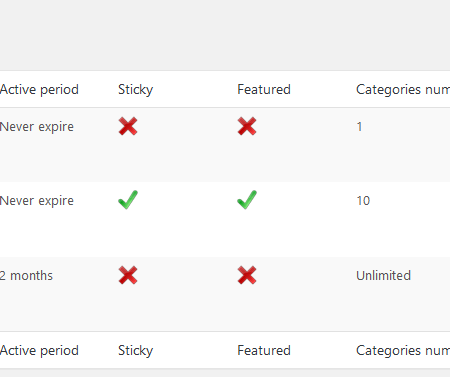 Active period Sticky Featured Categories num
Never expire 1
Never expire 10
2 months Unlimited
Active period Sticky Featured Categories num